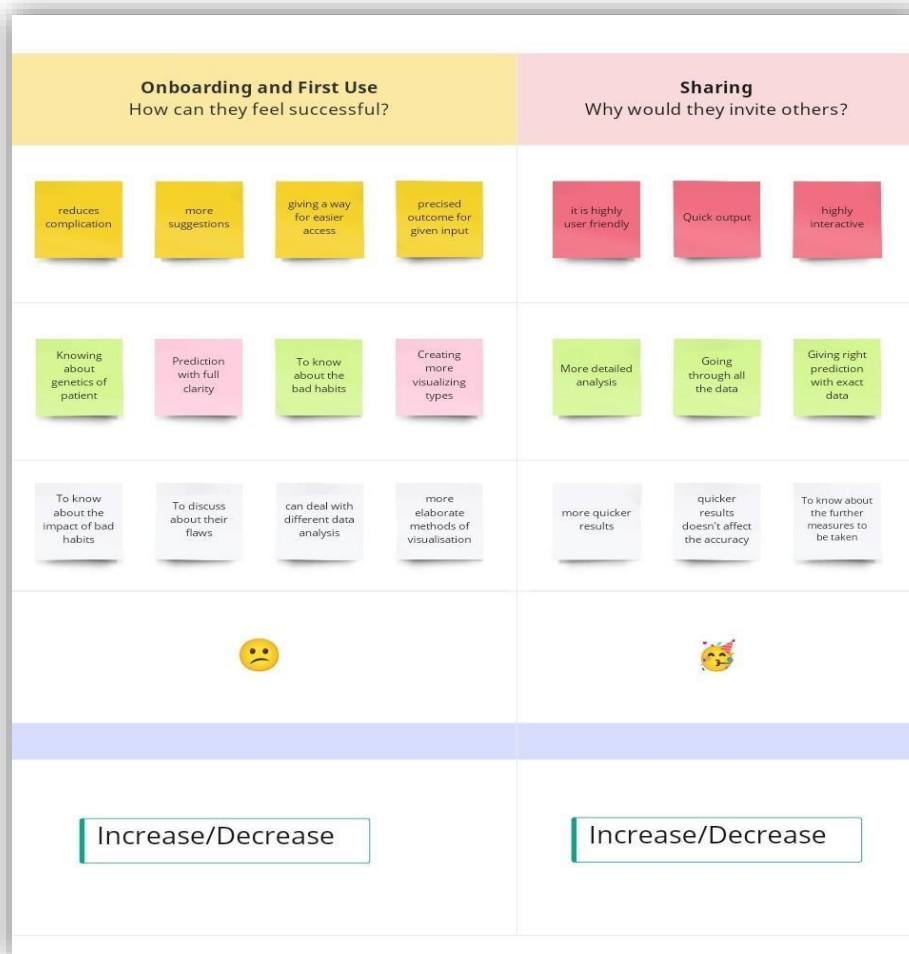 Onboarding and First Use
How can they feel successful?
Sharing
Why would they invite others?
reduces
complication
more
suggestions
giving a way
for easier
access
precised
outcome for
given input
it is highly
user friendly
Quick output
highly
interactive
Knowing
about
genetics of
patient
Prediction
with full
clarity
To know
about the
bad habits
Creating
more
visualizing
types
More detailed
analysis
Going
through all
the data
Giving right
prediction
with exact
data
To know
about the
impact of bad
habits
To discuss
about their
flaws
can deal with
different data
analysis
more
elaborate
methods of
visualisation
more quicker
results
quicker
results
doesn't affect
the accuracy
To know about
the further
measures to
be taken
Increase/Decrease
Increase/Decrease